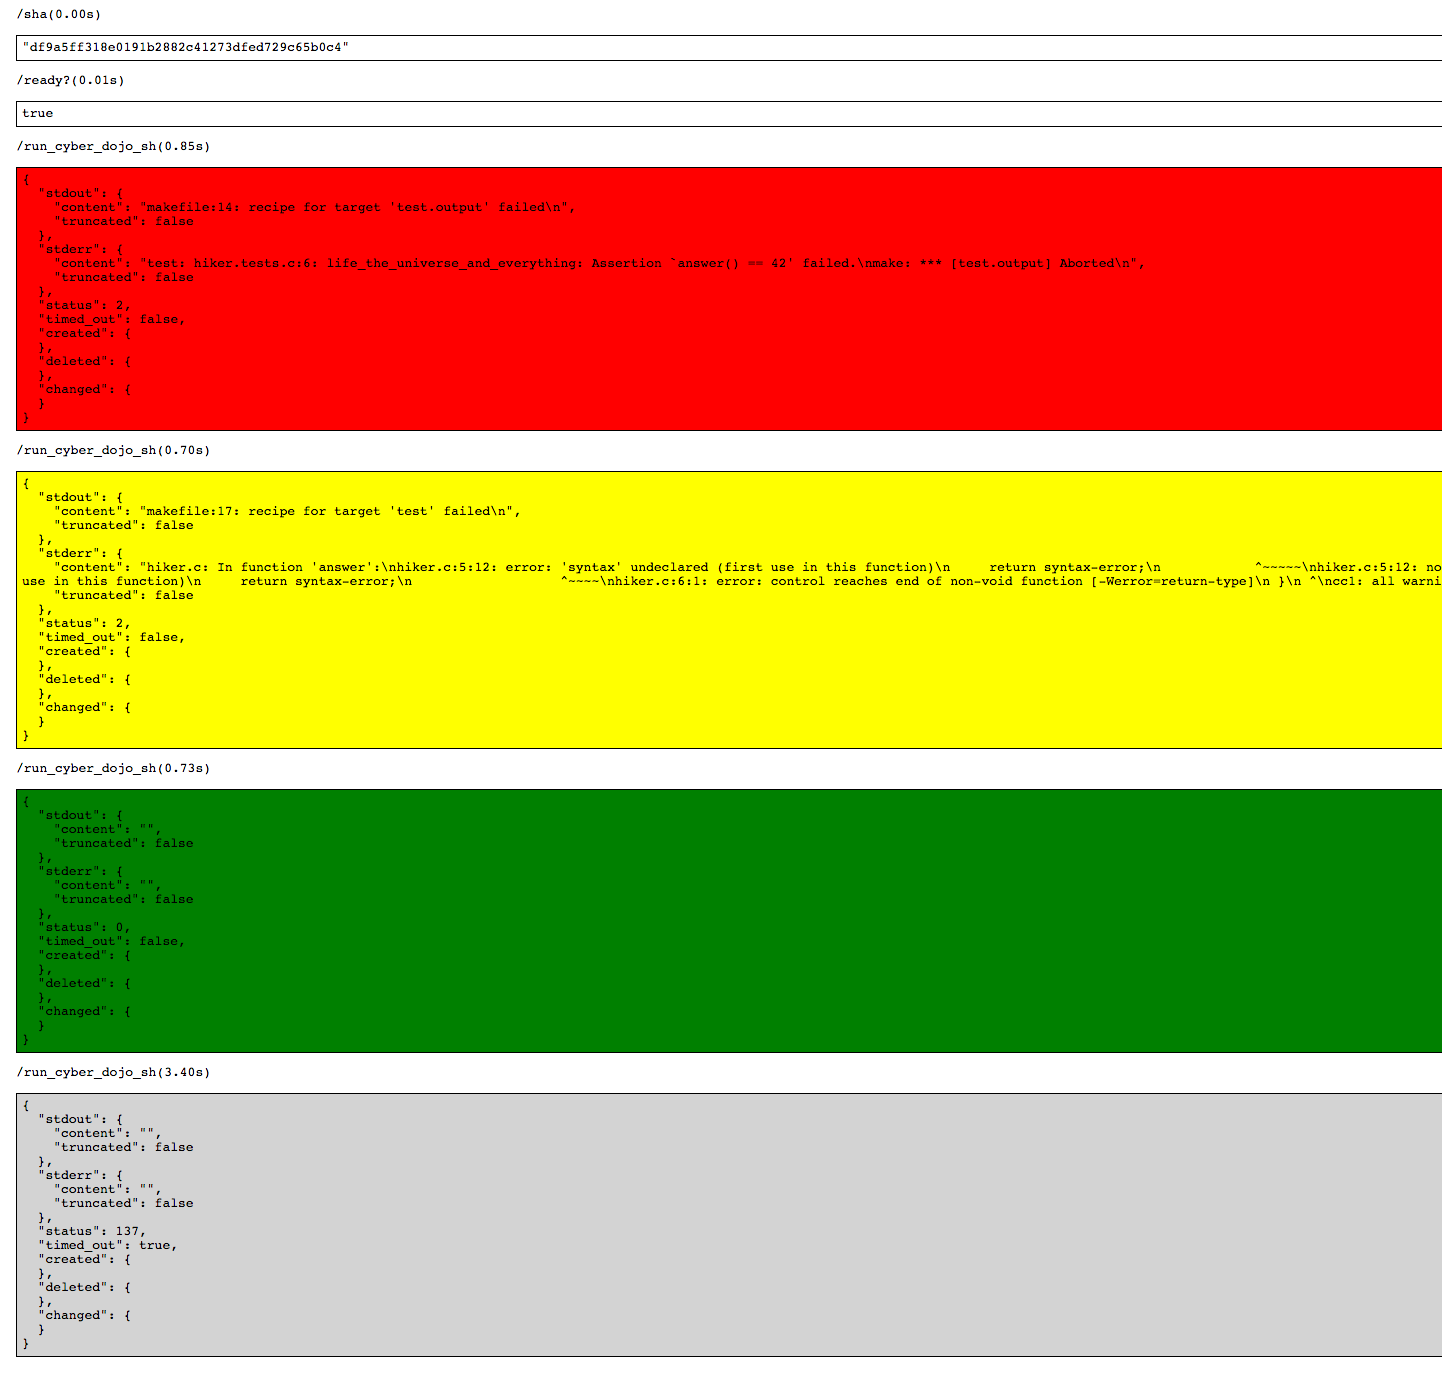 /sha(0.00s)
"df9a5ff318e0191b2882c41273dfed729c65b0c4"
/ready?(0.01s)
true
/run_cyber_dojo_sh(0.85s)
{
  "stdout": {
    "content": "makefile:14: recipe for target 'test.output' failed\n",
    "truncated": false
  },
  "stderr": {
    "content": "test: hiker.tests.c:6: life_the_universe_and_everything: Assertion `answer() == 42' failed.\nmake: *** [test.output] Aborted\n",
    "truncated": false
  },
  "status": 2,
  "timed_out": false,
  "created": {
  },
  "deleted": {
  },
  "changed": {
  }
}
/run_cyber_dojo_sh(0.70s)
{
  "stdout": {
    "content": "makefile:17: recipe for target 'test' failed\n",
    "truncated": false
  },
  "stderr": {
    "content": "hiker.c: In function 'answer':\nhiker.c:5:12: error: 'syntax' undeclared (first use in this function)\n     return syntax-error;\n            ^~~~~~\nhiker.c:5:12: no
use in this function)\n     return syntax-error;\n                   ^~~~~\nhiker.c:6:1: error: control reaches end of non-void function [-Werror=return-type]\n }\n ^\ncc1: all warni
    "truncated": false
  },
  "status": 2,
  "timed_out": false,
  "created": {
  },
  "deleted": {
  },
  "changed": {
  }
}
/run_cyber_dojo_sh(0.73s)
{
  "stdout": {
    "content": "",
    "truncated": false
  },
  "stderr": {
    "content": "",
    "truncated": false
  },
  "status": 0,
  "timed_out": false,
  "created": {
  },
  "deleted": {
  },
  "changed": {
  }
}
/run_cyber_dojo_sh(3.40s)
{
  "stdout": {
    "content": "",
    "truncated": false
  },
  "stderr": {
    "content": "",
    "truncated": false
  },
  "status": 137,
  "timed_out": true,
  "created": {
  },
  "deleted": {
  },
  "changed": {
  }
}